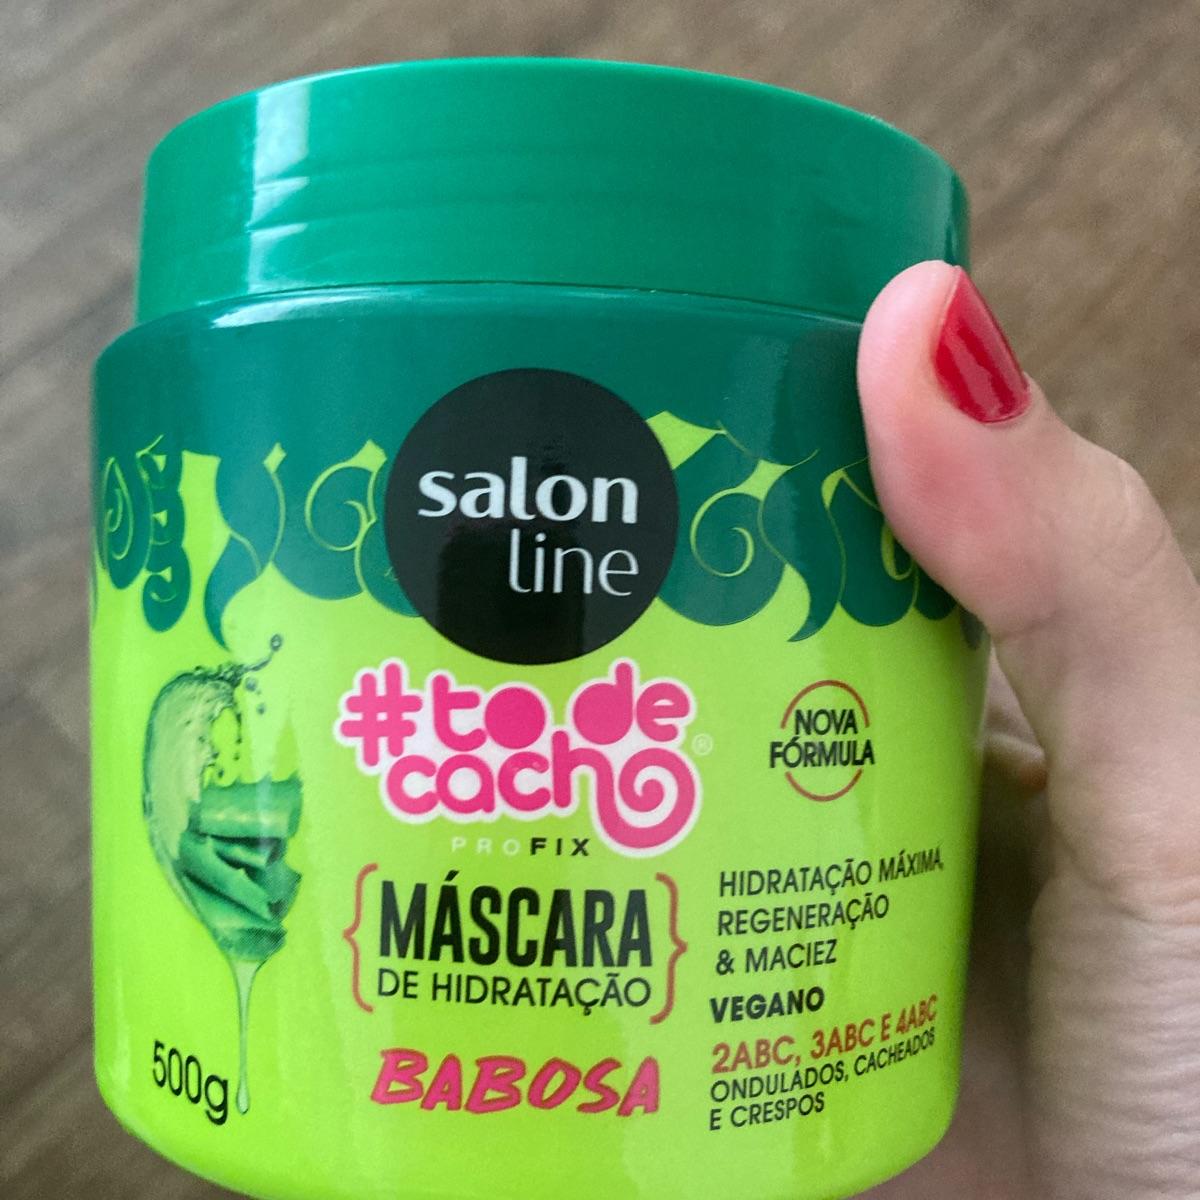 salon
line
#to de
cacho®
PROFIX
{MÁSCARA
DE HIDRATAÇÃO}
BABOSA
500g
NOVA
FÓRMULA
HIDRATAÇÃO MÁXIMA,
REGENERAÇÃO
& MACIEZ
VEGANO
2ABC, 3ABC E 4ABC
ONDULADOS, CACHEADOS
E CRESPOS